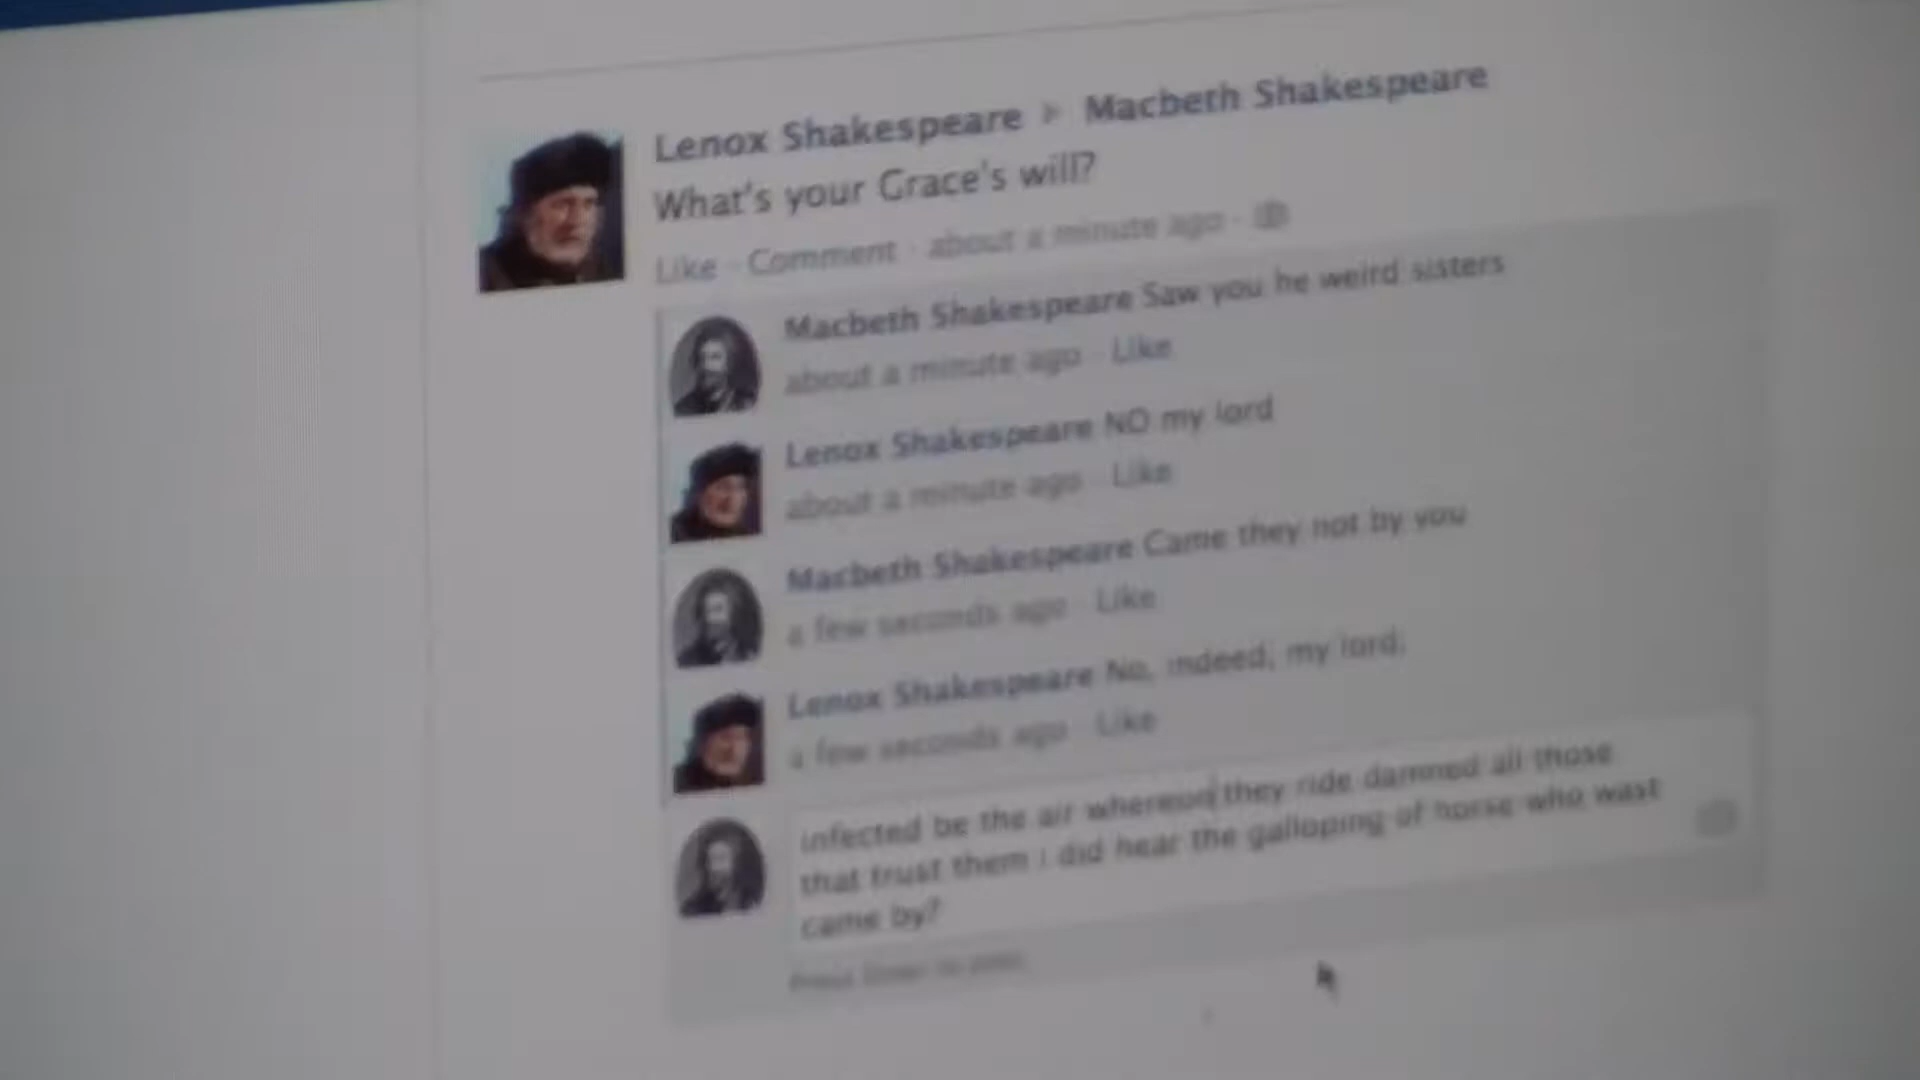 Lenox Shakespeare ▸ Macbeth Shakespeare
What's your Grace's will?
Like · Comment · about a minute ago ·
Macbeth Shakespeare Saw you he weird sisters
about a minute ago · Like
Lenox Shakespeare NO my lord
about a minute ago · Like
Macbeth Shakespeare Came they not by you
a few seconds ago · Like
Lenox Shakespeare No, indeed, my lord.
a few seconds ago · Like
infected be the air whereon they ride damned all those
that trust them i did hear the galloping of horse who wast
came by?
Press Enter to post.